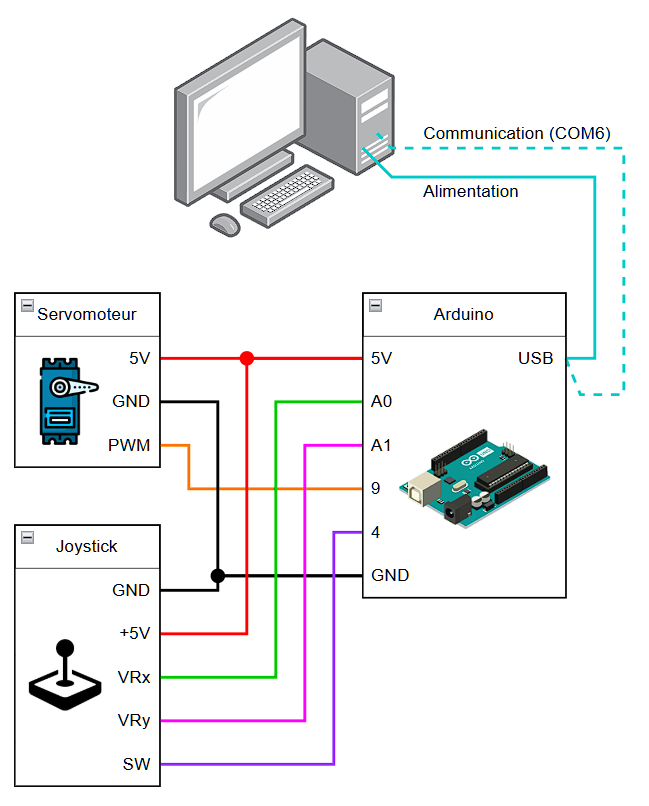 Communication (COM6)
Alimentation
Servomoteur
5V
GND
PWM
Arduino
5V
USB
A0
A1
9
4
GND
Joystick
GND
+5V
VRx
VRy
SW